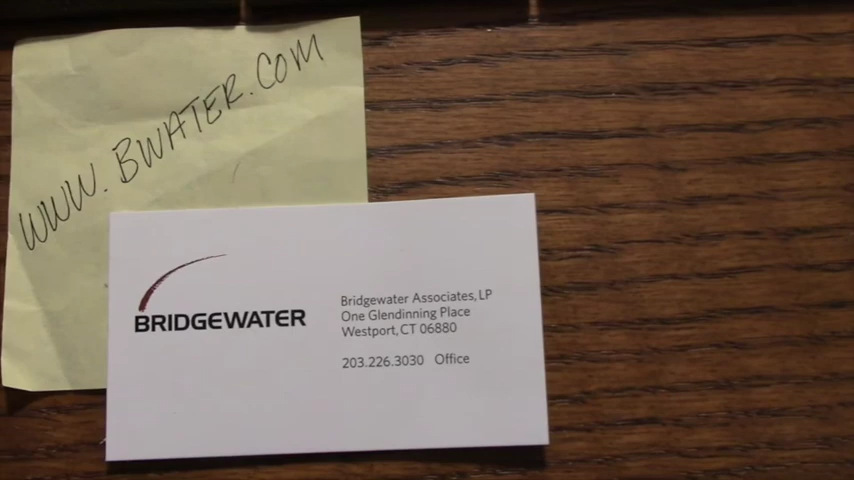 WWW.BWATER.COM
BRIDGEWATER
Bridgewater Associates, LP
One Glendinning Place
Westport, CT 06880
203.226.3030 Office